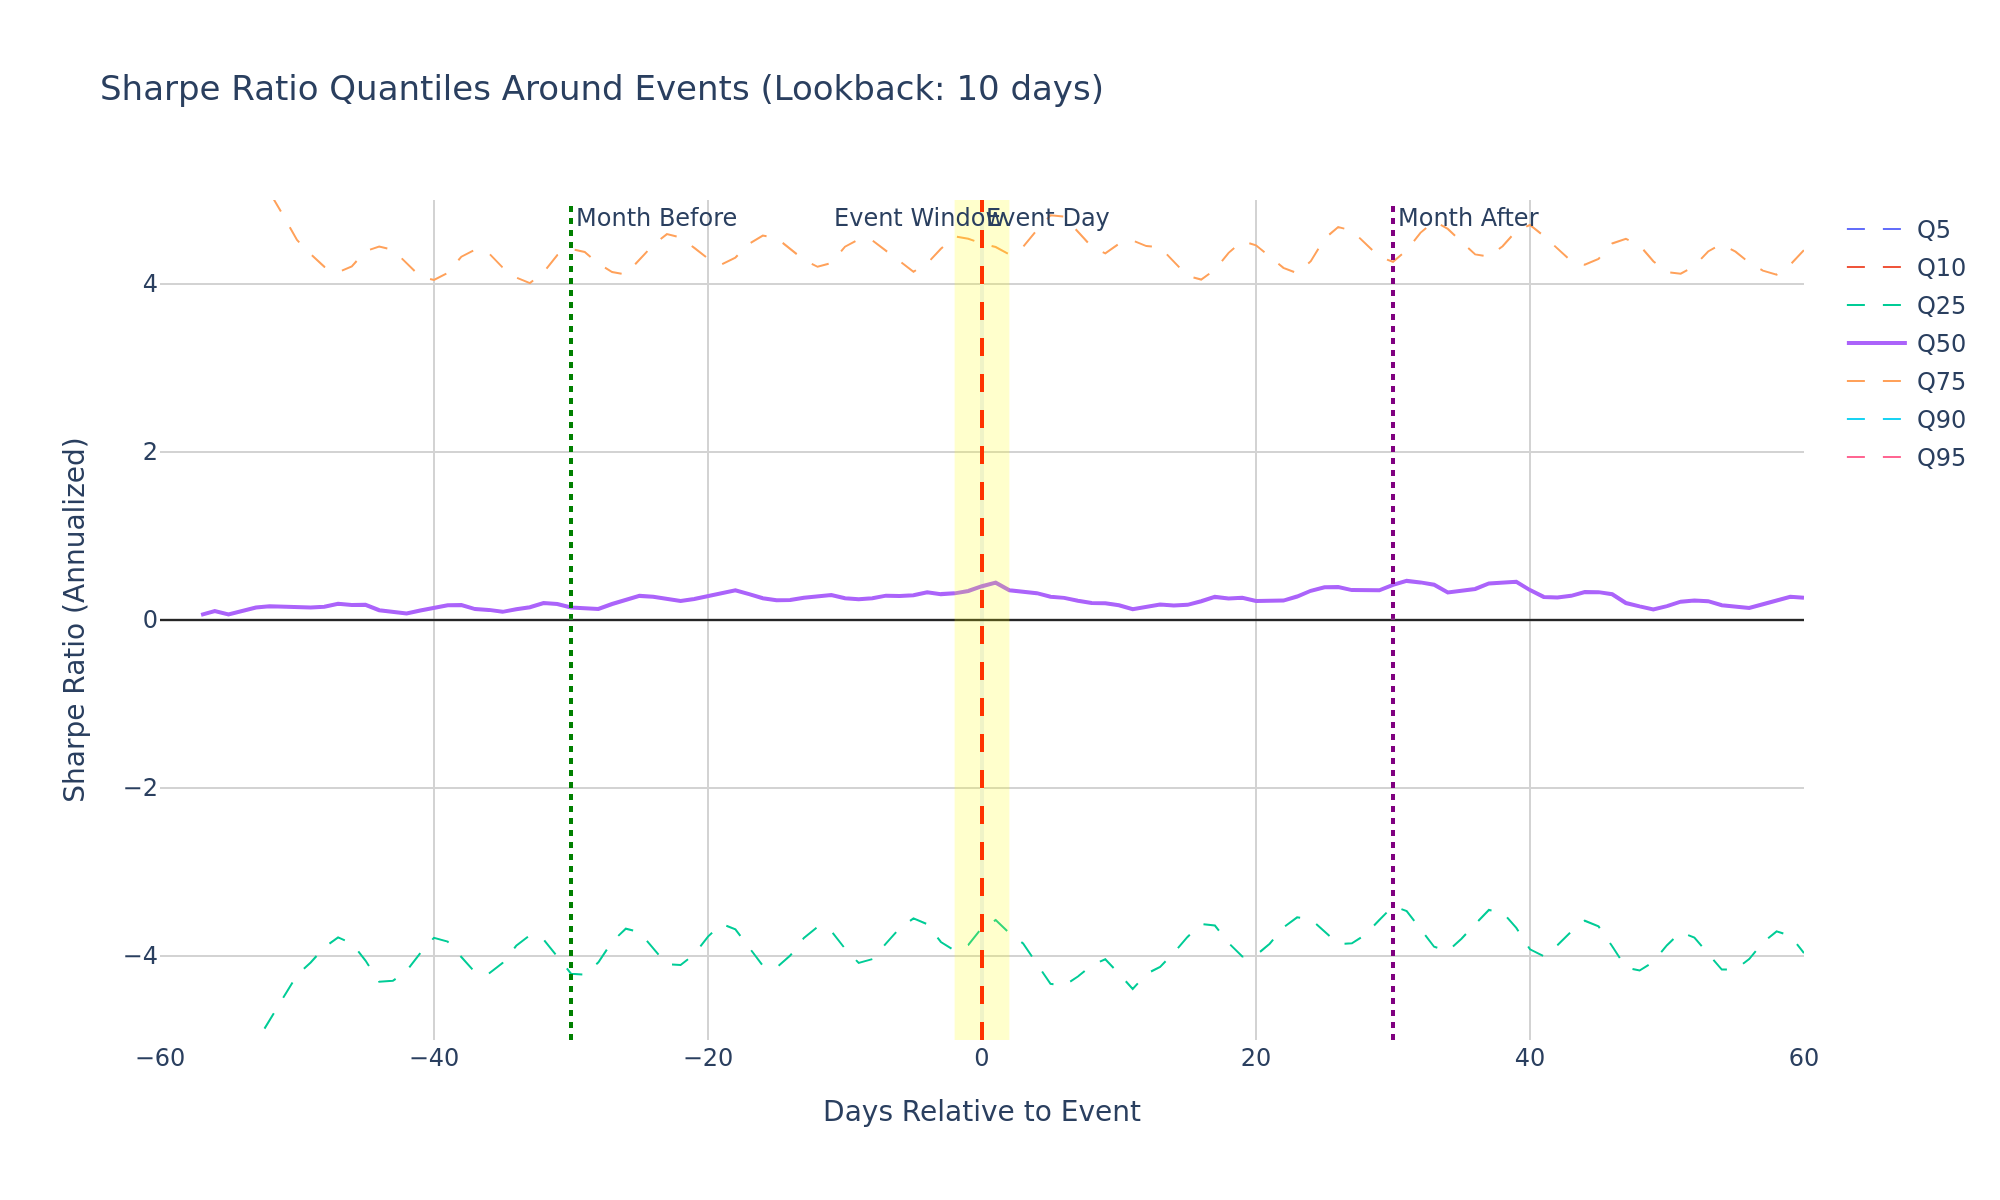 Sharpe Ratio Quantiles Around Events (Lookback: 10 days)
Month Before
Event Window
Event Day
Month After
Q5
Q10
Q25
Q50
Q75
Q90
Q95
Sharpe Ratio (Annualized)
4
2
0
−2
−4
−60
−40
−20
0
20
40
60
Days Relative to Event